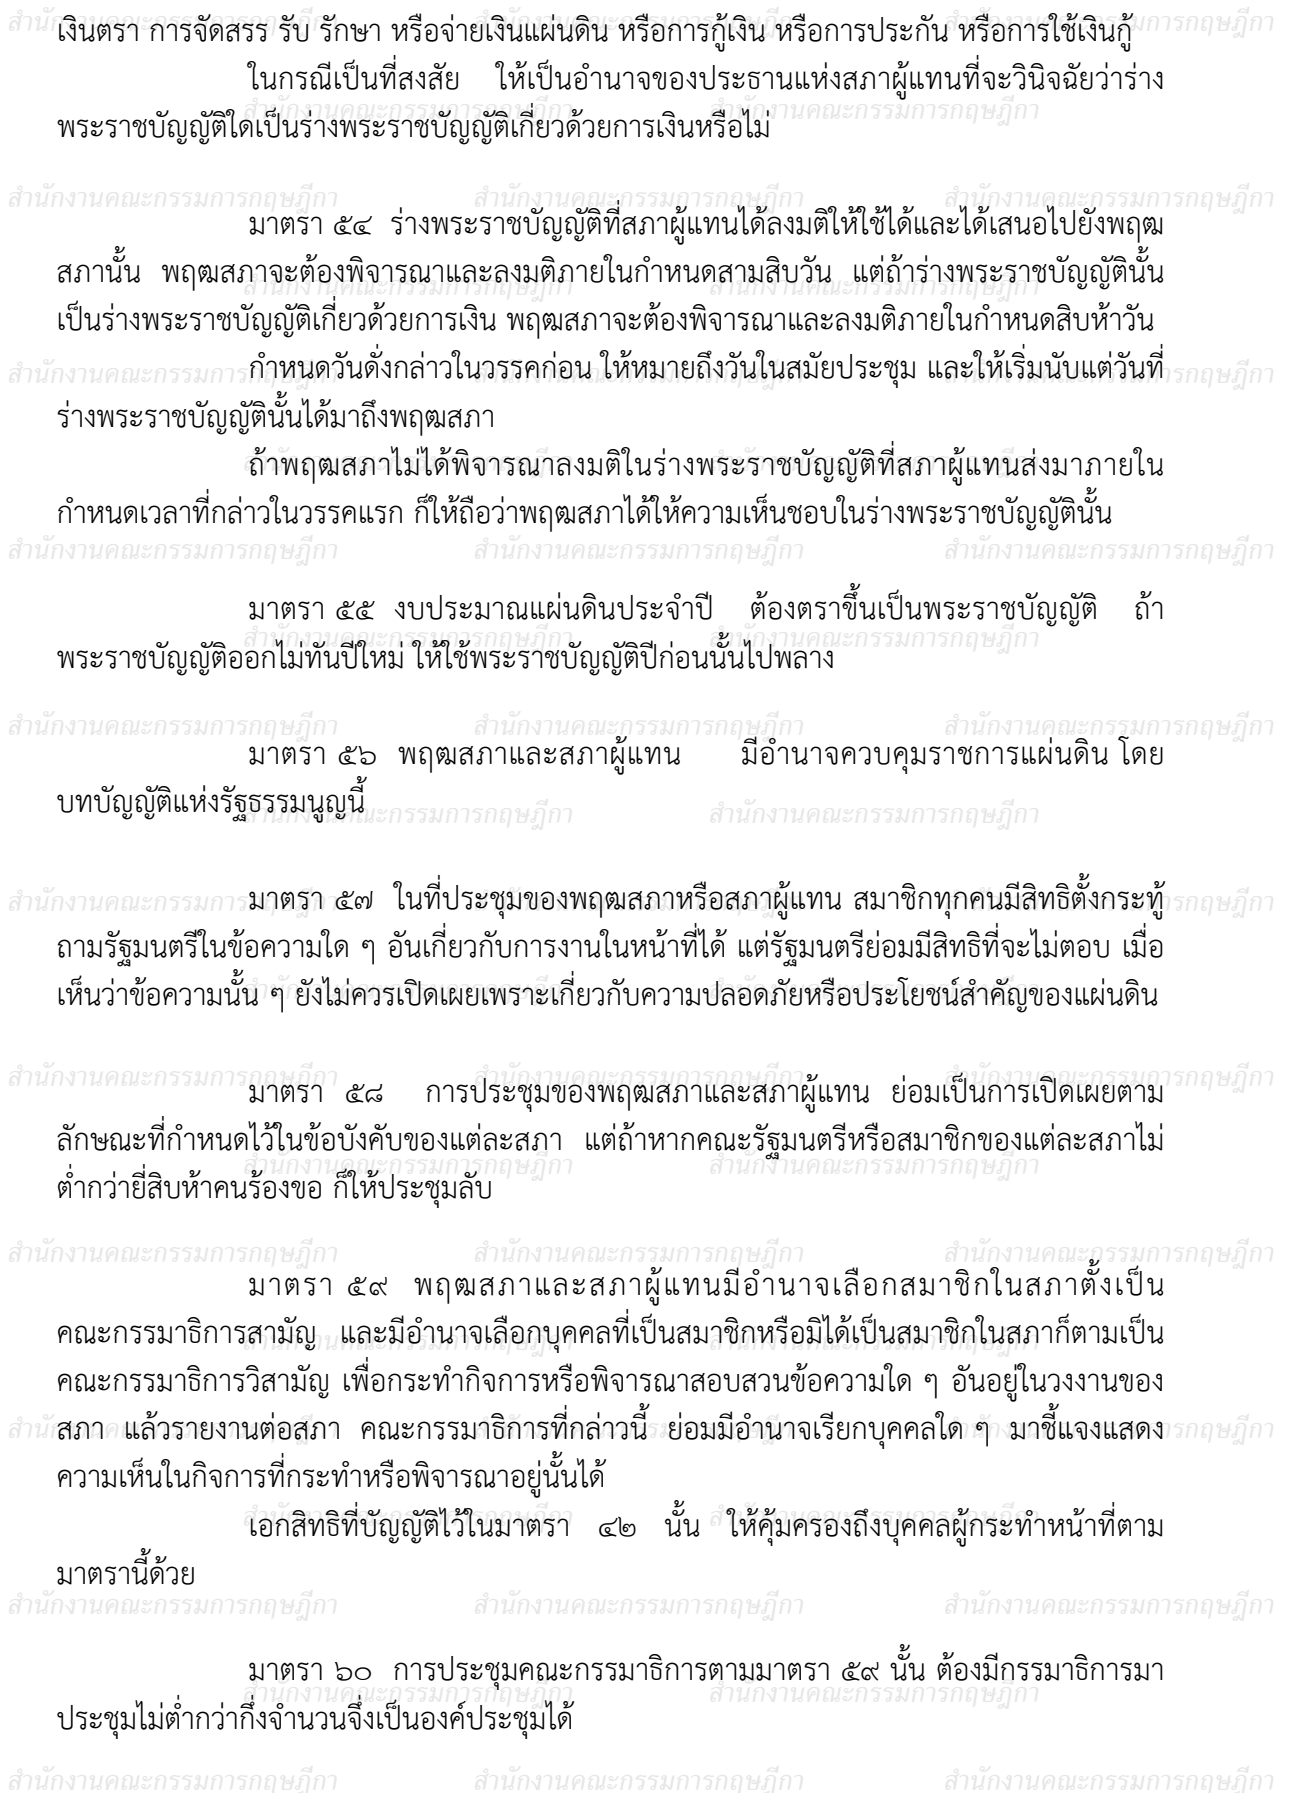 เงินตรา การจัดสรร รับ รักษา หรือจ่ายเงินแผ่นดิน หรือการกู้เงิน หรือการประกัน หรือการใช้เงินกู้
ในกรณีเป็นที่สงสัย ให้เป็นอำนาจของประธานแห่งสภาผู้แทนที่จะวินิจฉัยว่าร่าง
พระราชบัญญัติใดเป็นร่างพระราชบัญญัติเกี่ยวด้วยการเงินหรือไม่
มาตรา ๕๔ ร่างพระราชบัญญัติที่สภาผู้แทนได้ลงมติให้ใช้ได้และได้เสนอไปยังพฤฒ
สภานั้น พฤฒสภาจะต้องพิจารณาและลงมติภายในกำหนดสามสิบวัน แต่ถ้าร่างพระราชบัญญัตินั้น
เป็นร่างพระราชบัญญัติเกี่ยวด้วยการเงิน พฤฒสภาจะต้องพิจารณาและลงมติภายในกำหนดสิบห้าวัน
กำหนดวันดั่งกล่าวในวรรคก่อน ให้หมายถึงวันในสมัยประชุม และให้เริ่มนับแต่วันที่
ร่างพระราชบัญญัตินั้นได้มาถึงพฤฒสภา
ถ้าพฤฒสภาไม่ได้พิจารณาลงมติในร่างพระราชบัญญัติที่สภาผู้แทนส่งมาภายใน
กำหนดเวลาที่กล่าวในวรรคแรก ก็ให้ถือว่าพฤฒสภาได้ให้ความเห็นชอบในร่างพระราชบัญญัตินั้น
มาตรา ๕๕ งบประมาณแผ่นดินประจำปี ต้องตราขึ้นเป็นพระราชบัญญัติ ถ้า
พระราชบัญญัติออกไม่ทันปีใหม่ ให้ใช้พระราชบัญญัติปีก่อนนั้นไปพลาง
มาตรา ๕๖ พฤฒสภาและสภาผู้แทน มีอำนาจควบคุมราชการแผ่นดิน โดย
บทบัญญัติแห่งรัฐธรรมนูญนี้
มาตรา ๕๗ ในที่ประชุมของพฤฒสภาหรือสภาผู้แทน สมาชิกทุกคนมีสิทธิตั้งกระทู้
ถามรัฐมนตรีในข้อความใด ๆ อันเกี่ยวกับการงานในหน้าที่ได้ แต่รัฐมนตรีย่อมมีสิทธิที่จะไม่ตอบ เมื่อ
เห็นว่าข้อความนั้น ๆ ยังไม่ควรเปิดเผยเพราะเกี่ยวกับความปลอดภัยหรือประโยชน์สำคัญของแผ่นดิน
มาตรา ๕๘ การประชุมของพฤฒสภาและสภาผู้แทน ย่อมเป็นการเปิดเผยตาม
ลักษณะที่กำหนดไว้ในข้อบังคับของแต่ละสภา แต่ถ้าหากคณะรัฐมนตรีหรือสมาชิกของแต่ละสภาไม่
ต่ำกว่ายี่สิบห้าคนร้องขอ ก็ให้ประชุมลับ
มาตรา ๕๙ พฤฒสภาและสภาผู้แทนมีอำนาจเลือกสมาชิกในสภาตั้งเป็น
คณะกรรมาธิการสามัญ และมีอำนาจเลือกบุคคลที่เป็นสมาชิกหรือมิได้เป็นสมาชิกในสภาก็ตามเป็น
คณะกรรมาธิการวิสามัญ เพื่อกระทำกิจการหรือพิจารณาสอบสวนข้อความใด ๆ อันอยู่ในวงงานของ
สภา แล้วรายงานต่อสภา คณะกรรมาธิการที่กล่าวนี้ ย่อมมีอำนาจเรียกบุคคลใด ๆ มาชี้แจงแสดง
ความเห็นในกิจการที่กระทำหรือพิจารณาอยู่นั้นได้
เอกสิทธิที่บัญญัติไว้ในมาตรา ๔๒ นั้น ให้คุ้มครองถึงบุคคลผู้กระทำหน้าที่ตาม
มาตรานี้ด้วย
มาตรา ๖๐ การประชุมคณะกรรมาธิการตามมาตรา ๕๙ นั้น ต้องมีกรรมาธิการมา
ประชุมไม่ต่ำกว่ากึ่งจำนวนจึ่งเป็นองค์ประชุมได้
สำนักงานคณะกรรมการกฤษฎีกา สำนักงานคณะกรรมการกฤษฎีกา สำนักงานคณะกรรมการกฤษฎีกา